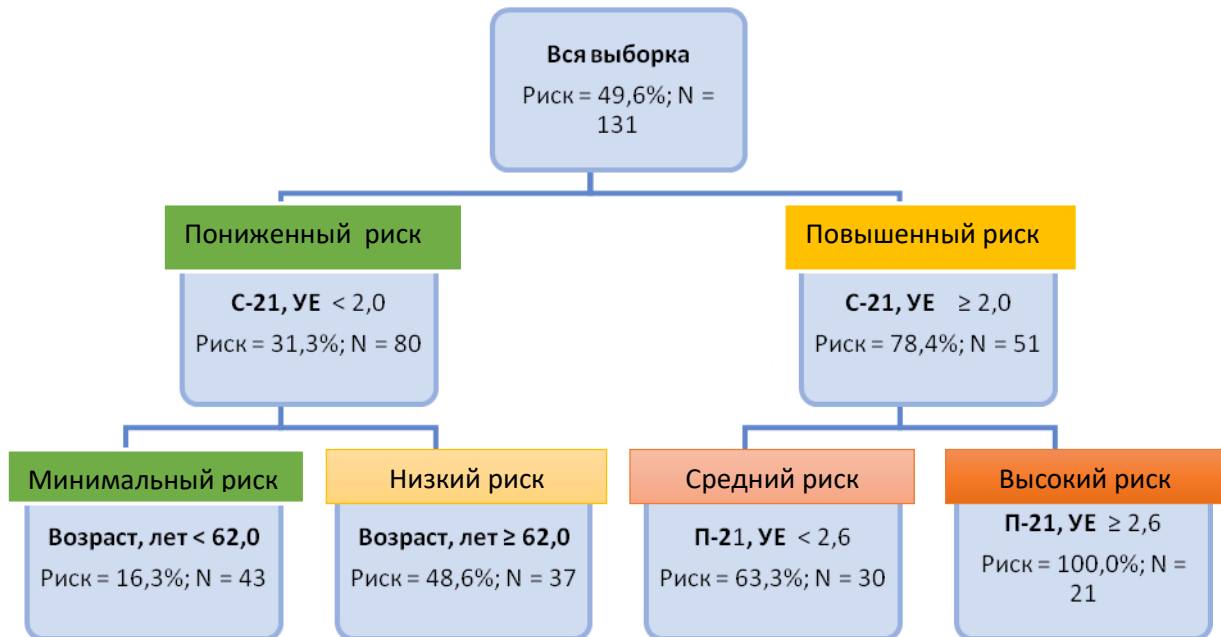 Вся выборка
Риск = 49,6%; N =
131
Пониженный риск
С-21, УЕ < 2,0
Риск = 31,3%; N = 80
Повышенный риск
С-21, УЕ ≥ 2,0
Риск = 78,4%; N = 51
Минимальный риск
Возраст, лет < 62,0
Риск = 16,3%; N = 43
Низкий риск
Возраст, лет ≥ 62,0
Риск = 48,6%; N = 37
Средний риск
П-21, УЕ < 2,6
Риск = 63,3%; N = 30
Высокий риск
П-21, УЕ ≥ 2,6
Риск = 100,0%; N =
21